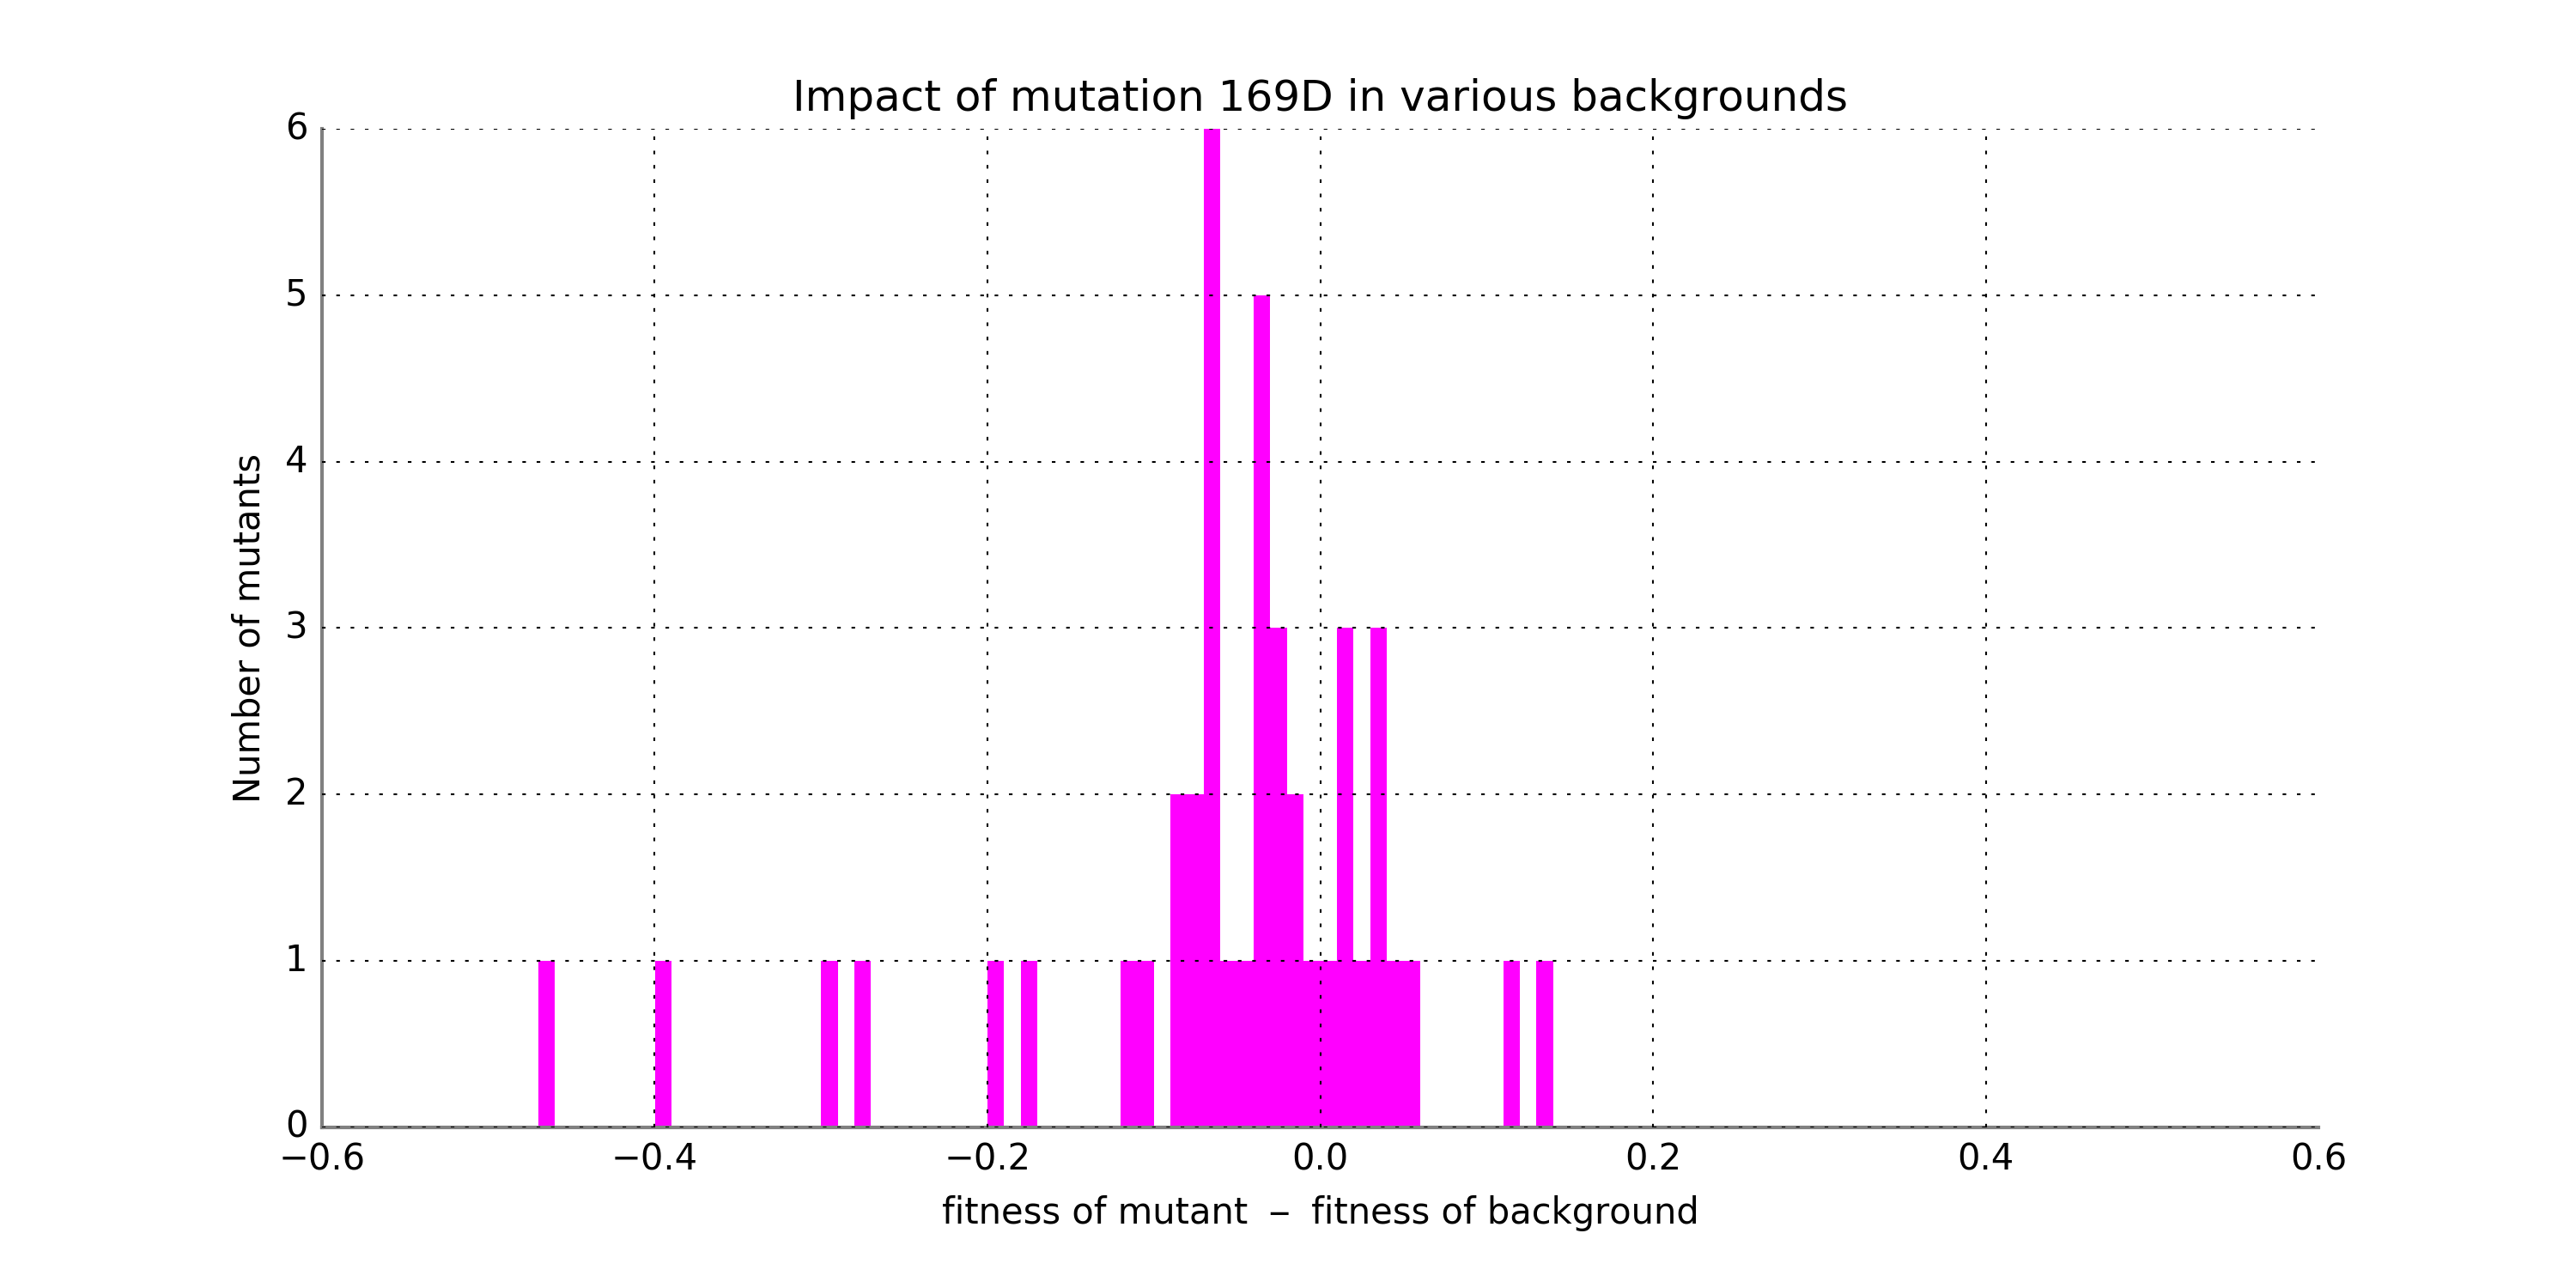 Impact of mutation 169D in various backgrounds
6
5
4
3
2
1
0
Number of mutants
−0.6 −0.4 −0.2 0.0 0.2 0.4 0.6
fitness of mutant − fitness of background